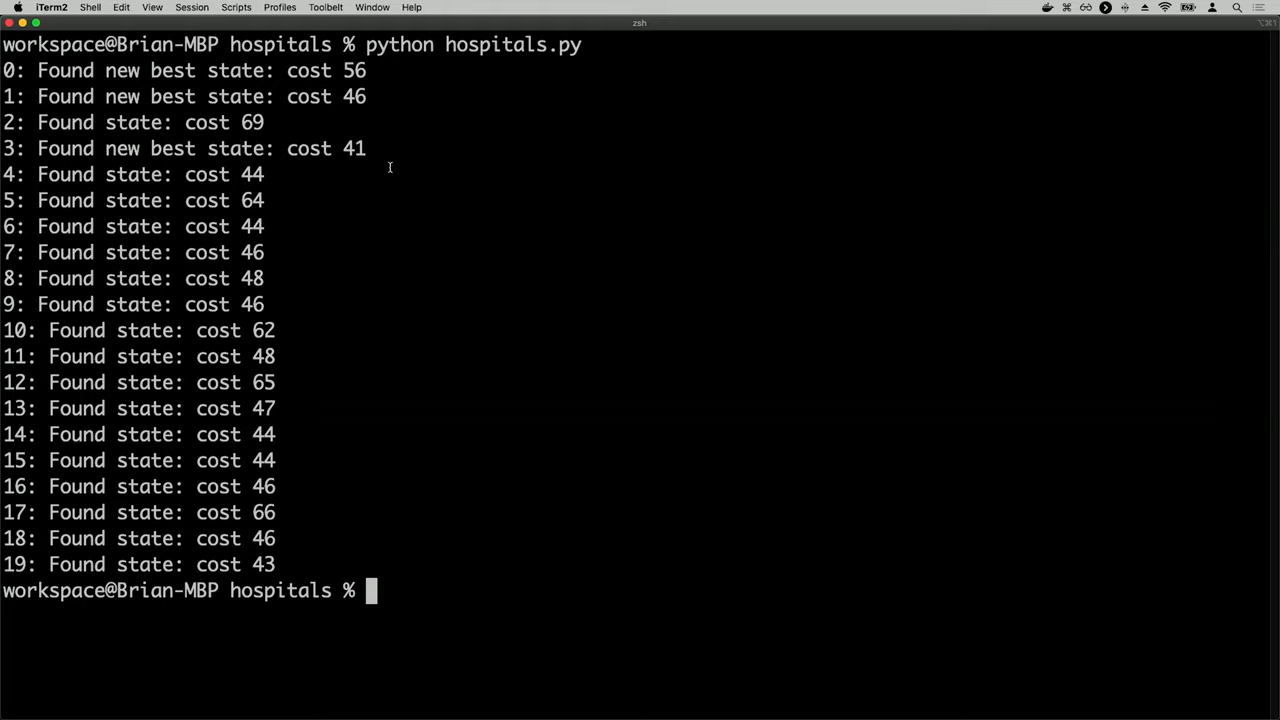 iTerm2 Shell Edit View Session Scripts Profiles Toolbelt Window Help
zsh
workspace@Brian-MBP hospitals % python hospitals.py
0: Found new best state: cost 56
1: Found new best state: cost 46
2: Found state: cost 69
3: Found new best state: cost 41
4: Found state: cost 44
5: Found state: cost 64
6: Found state: cost 44
7: Found state: cost 46
8: Found state: cost 48
9: Found state: cost 46
10: Found state: cost 62
11: Found state: cost 48
12: Found state: cost 65
13: Found state: cost 47
14: Found state: cost 44
15: Found state: cost 44
16: Found state: cost 46
17: Found state: cost 66
18: Found state: cost 46
19: Found state: cost 43
workspace@Brian-MBP hospitals %